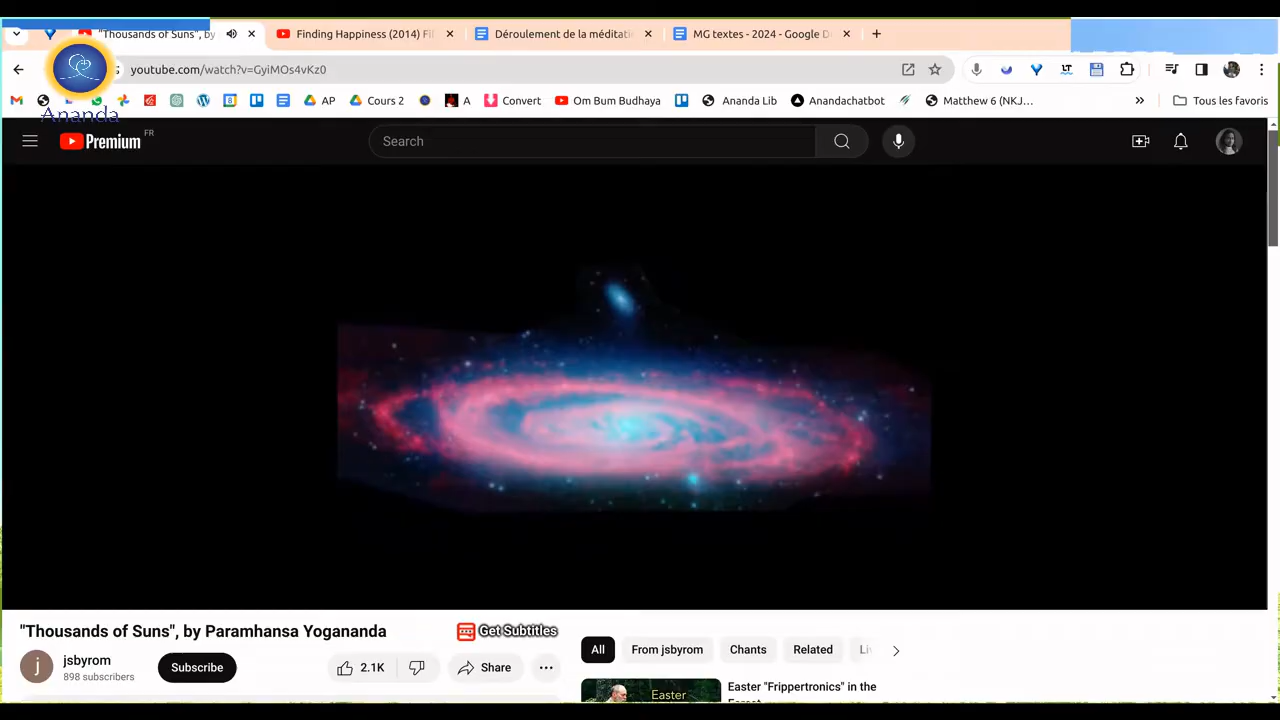 "Thousands of Suns", by
Finding Happiness (2014) Fi
Déroulement de la méditati
MG textes - 2024 - Google D
youtube.com/watch?v=GyiMOs4vKz0
LT
AP
Cours 2
A
Convert
Om Bum Budhaya
Ananda Lib
Anandachatbot
Matthew 6 (NKJ...
Tous les favoris
Ananda
Premium
FR
Search
"Thousands of Suns", by Paramhansa Yogananda
Get Subtitles
j
jsbyrom
898 subscribers
Subscribe
2.1K
Share
All
From jsbyrom
Chants
Related
Easter
Easter "Frippertronics" in the